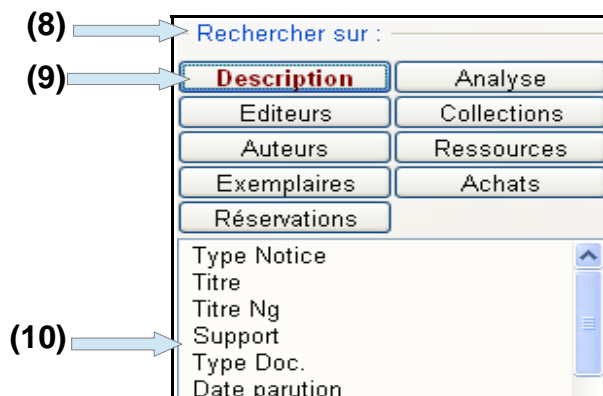 (8) Rechercher sur :
(9) Description Analyse
Editeurs Collections
Auteurs Ressources
Exemplaires Achats
Réservations
Type Notice
Titre
Titre Ng
(10) Support
Type Doc.
Date parution